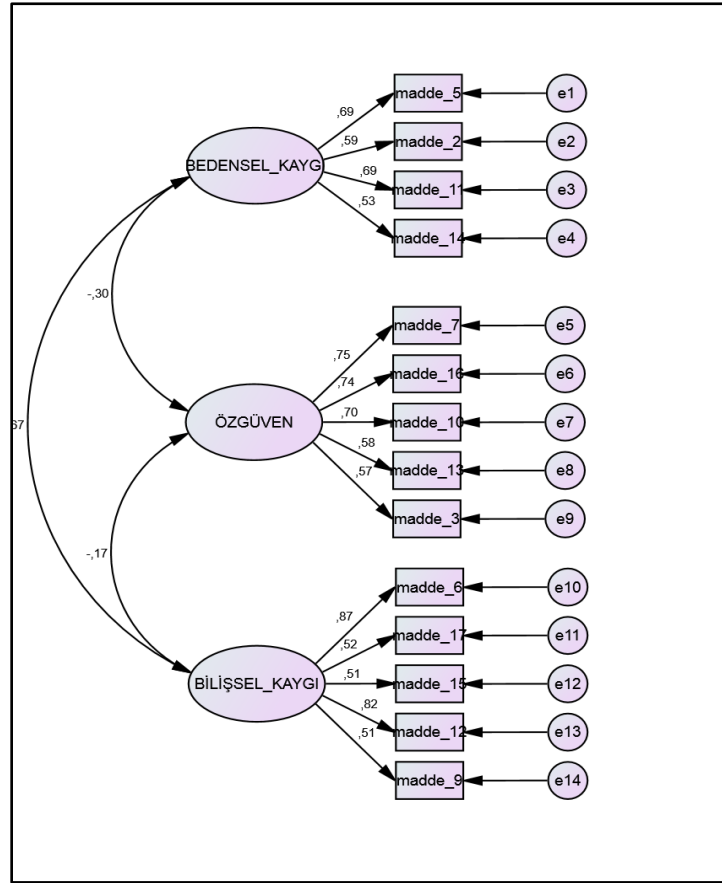 madde_5
e1
,69
madde_2
e2
,59
BEDENSEL_KAYG
madde_11
e3
,69
madde_14
e4
,53
-,30
madde_7
e5
,75
madde_16
e6
,74
ÖZGÜVEN
,70
madde_10
e7
,58
madde_13
e8
,57
madde_3
e9
67
-,17
madde_6
e10
,87
madde_17
e11
,52
BİLİŞSEL_KAYGI
,51
madde_15
e12
,82
madde_12
e13
,51
madde_9
e14